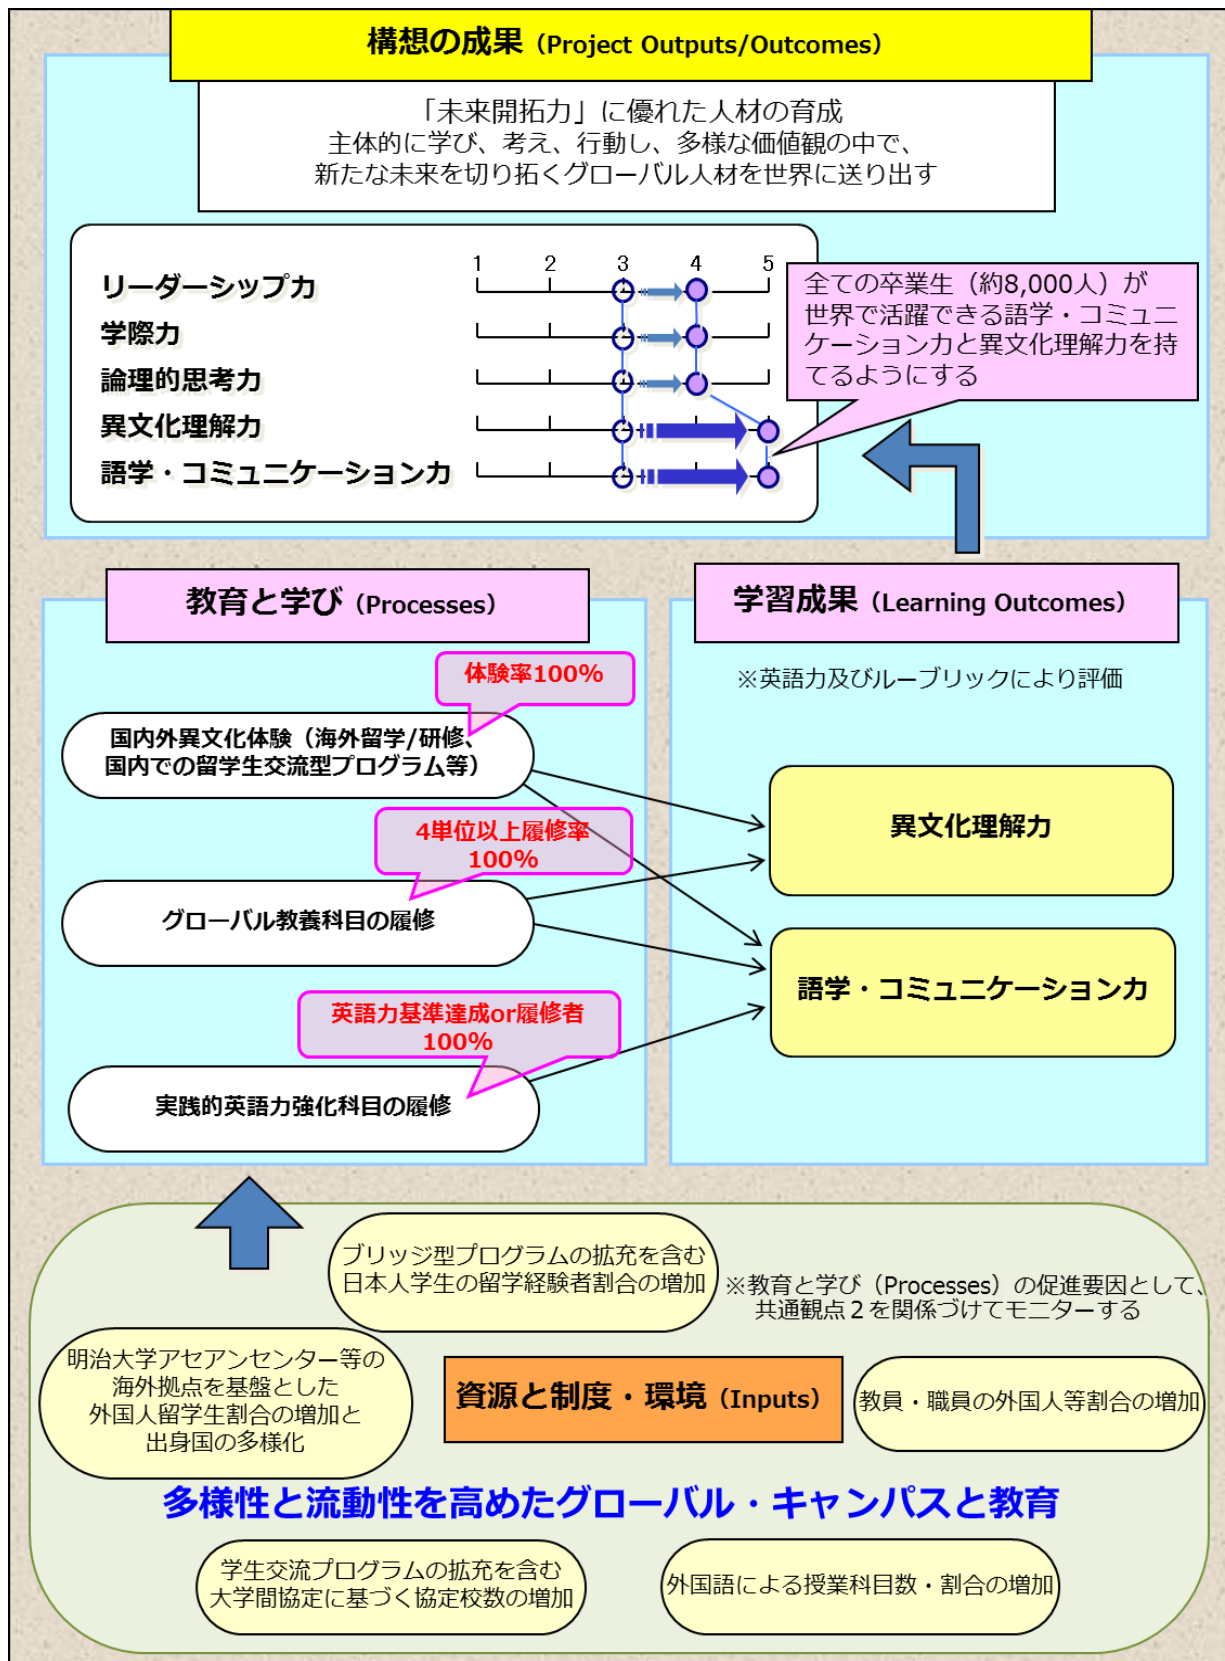 構想の成果（Project Outputs/Outcomes）
「未来開拓力」に優れた人材の育成
主体的に学び、考え、行動し、多様な価値観の中で、
新たな未来を切り拓くグローバル人材を世界に送り出す
1 2 3 4 5
リーダーシップ力
学際力
論理的思考力
異文化理解力
語学・コミュニケーション力
全ての卒業生（約8,000人）が
世界で活躍できる語学・コミュニ
ケーション力と異文化理解力を持
てるようにする
教育と学び（Processes）
体験率100%
国内外異文化体験（海外留学/研修、
国内での留学生交流型プログラム等）
4単位以上履修率
100%
グローバル教養科目の履修
英語力基準達成or履修者
100%
実践的英語力強化科目の履修
学習成果（Learning Outcomes）
※英語力及びルーブリックにより評価
異文化理解力
語学・コミュニケーション力
ブリッジ型プログラムの拡充を含む
日本人学生の留学経験者割合の増加
※教育と学び（Processes）の促進要因として、
共通観点２を関係づけてモニターする
明治大学アセアンセンター等の
海外拠点を基盤とした
外国人留学生割合の増加と
出身国の多様化
資源と制度・環境（Inputs）
教員・職員の外国人等割合の増加
多様性と流動性を高めたグローバル・キャンパスと教育
学生交流プログラムの拡充を含む
大学間協定に基づく協定校数の増加
外国語による授業科目数・割合の増加